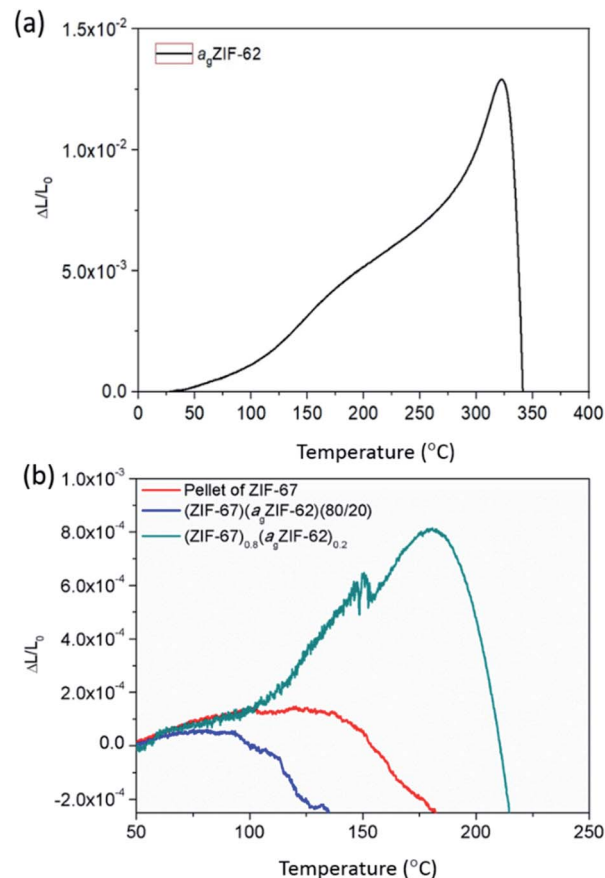 (a)
1.5x10⁻²
1.0x10⁻²
5.0x10⁻³
0.0
ΔL/L₀
a_gZIF-62
0 50 100 150 200 250 300 350 400
Temperature (°C)
(b)
1.0x10⁻³
8.0x10⁻⁴
6.0x10⁻⁴
4.0x10⁻⁴
2.0x10⁻⁴
0.0
-2.0x10⁻⁴
ΔL/L₀
Pellet of ZIF-67
(ZIF-67)(a_gZIF-62)(80/20)
(ZIF-67)₀.₈(a_gZIF-62)₀.₂
50 100 150 200 250
Temperature (°C)